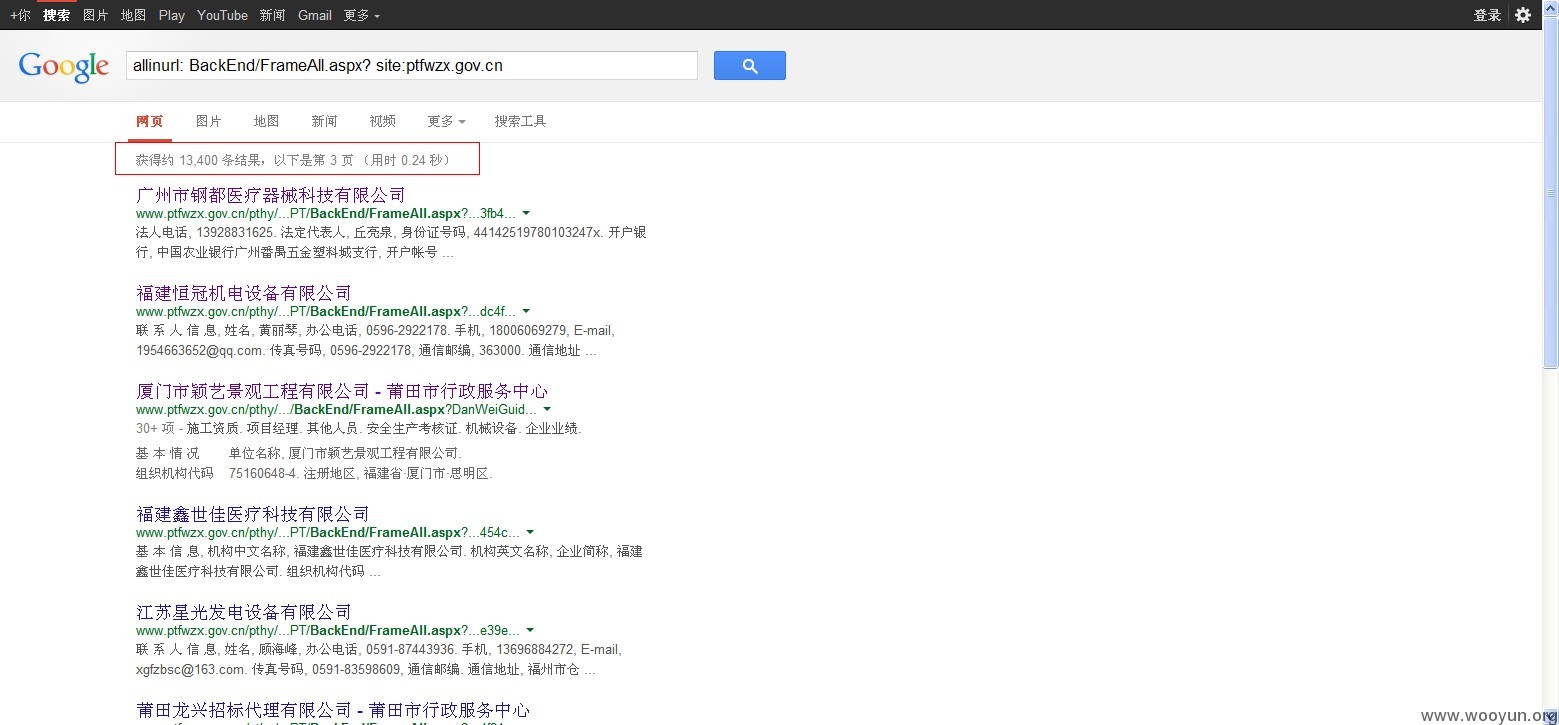 +你 搜索 图片 地图 Play YouTube 新闻 Gmail 更多 登录
Google allinurl: BackEnd/FrameAll.aspx? site:ptfwzx.gov.cn
网页 图片 地图 新闻 视频 更多 搜索工具
获得约 13,400 条结果，以下是第 3 页 （用时 0.24 秒）
广州市钢都医疗器械科技有限公司
www.ptfwzx.gov.cn/pthy/...PT/BackEnd/FrameAll.aspx?...3fb4...
法人电话, 13928831625. 法定代表人, 丘亮泉, 身份证号码, 44142519780103247x. 开户银
行, 中国农业银行广州番禺五金塑料城支行, 开户帐号 ...
福建恒冠机电设备有限公司
www.ptfwzx.gov.cn/pthy/...PT/BackEnd/FrameAll.aspx?...dc4f...
联 系 人 信 息, 姓名, 黄丽琴, 办公电话, 0596-2922178. 手机, 18006069279, E-mail,
1954663652@qq.com. 传真号码, 0596-2922178, 通信邮编, 363000. 通信地址 ...
厦门市颖艺景观工程有限公司 - 莆田市行政服务中心
www.ptfwzx.gov.cn/pthy/.../BackEnd/FrameAll.aspx?DanWeiGuid...
30+ 项 - 施工资质. 项目经理. 其他人员. 安全生产考核证. 机械设备. 企业业绩.
基 本 情 况 单位名称, 厦门市颖艺景观工程有限公司.
组织机构代码 75160648-4. 注册地区, 福建省·厦门市·思明区.
福建鑫世佳医疗科技有限公司
www.ptfwzx.gov.cn/pthy/...PT/BackEnd/FrameAll.aspx?...454c...
基 本 信 息, 机构中文名称, 福建鑫世佳医疗科技有限公司. 机构英文名称, 企业简称, 福建
鑫世佳医疗科技有限公司. 组织机构代码 ...
江苏星光发电设备有限公司
www.ptfwzx.gov.cn/pthy/...PT/BackEnd/FrameAll.aspx?...e39e...
联 系 人 信 息, 姓名, 顾海峰, 办公电话, 0591-87443936. 手机, 13696884272, E-mail,
xgfzbsc@163.com. 传真号码, 0591-83598609, 通信邮编. 通信地址, 福州市仓 ...
莆田龙兴招标代理有限公司 - 莆田市行政服务中心
www.wooyun.org